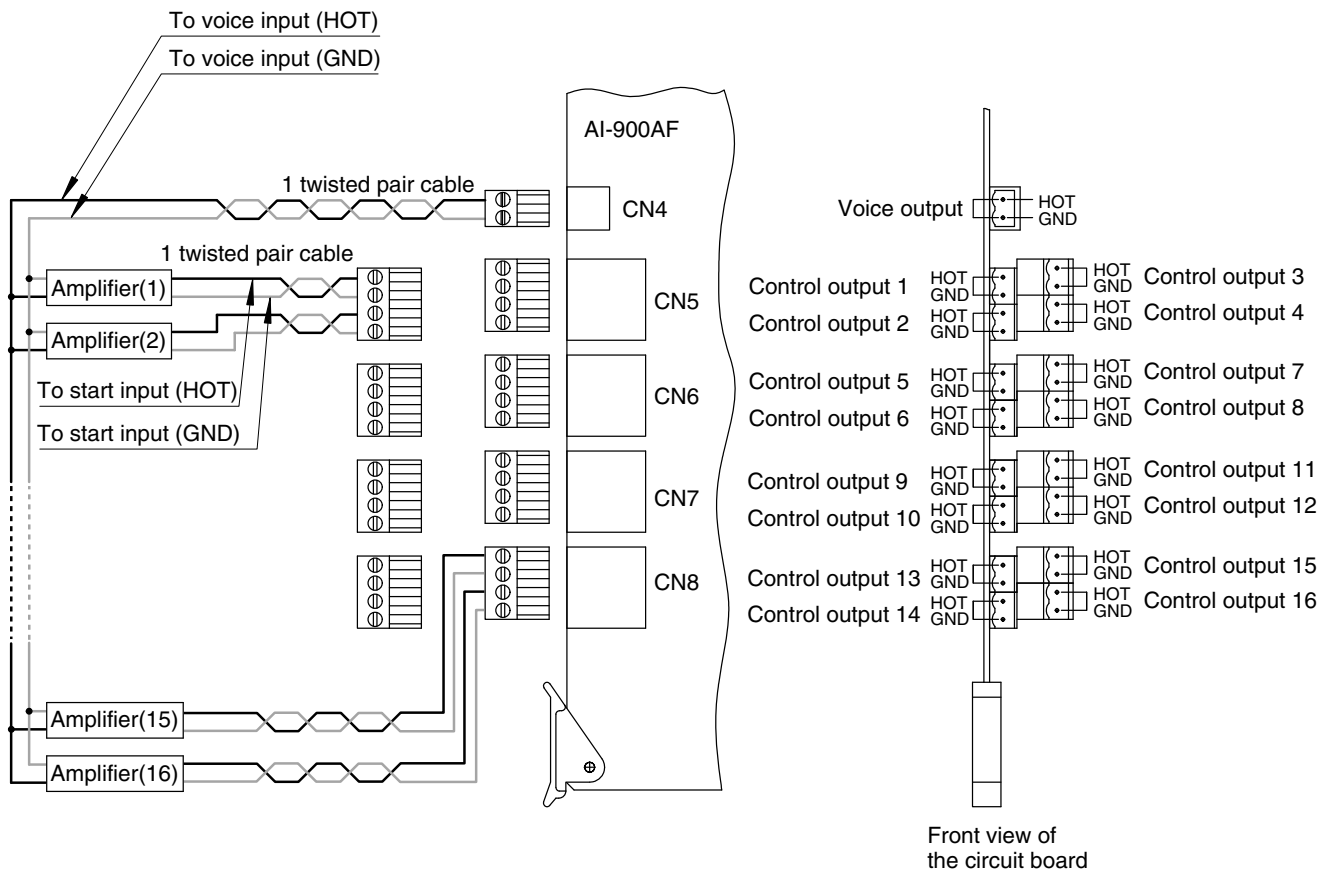 To voice input (HOT)
To voice input (GND)
AI-900AF
1 twisted pair cable
CN4
1 twisted pair cable
Amplifier(1)
CN5
Amplifier(2)
To start input (HOT)
CN6
To start input (GND)
CN7
CN8
Amplifier(15)
Amplifier(16)
Voice output
HOT
GND
Control output 1
HOT
GND
HOT
GND
Control output 3
Control output 2
HOT
GND
HOT
GND
Control output 4
Control output 5
HOT
GND
HOT
GND
Control output 7
Control output 6
HOT
GND
HOT
GND
Control output 8
Control output 9
HOT
GND
HOT
GND
Control output 11
Control output 10
HOT
GND
HOT
GND
Control output 12
Control output 13
HOT
GND
HOT
GND
Control output 15
Control output 14
HOT
GND
HOT
GND
Control output 16
Front view of
the circuit board